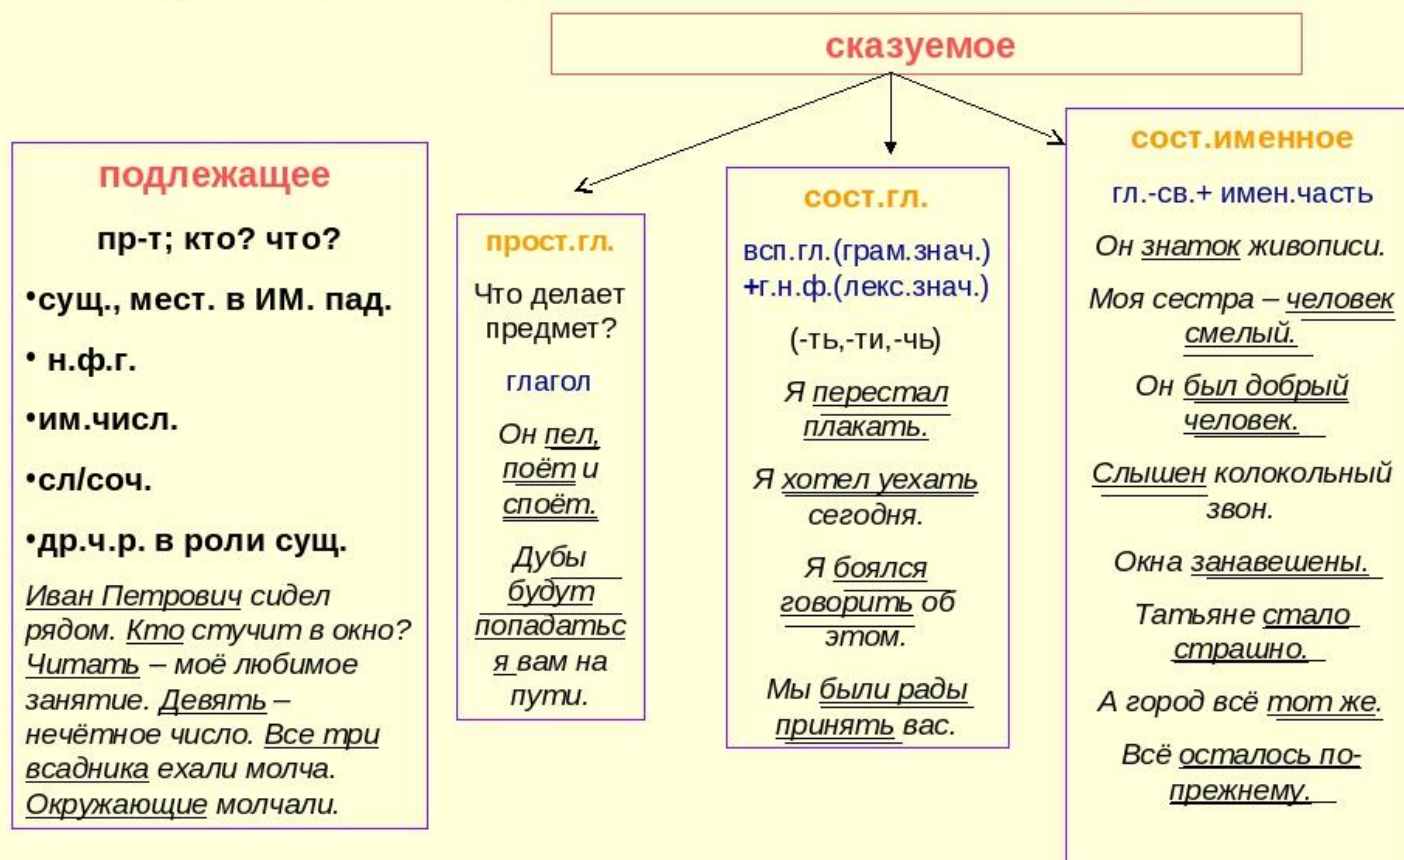 сказуемое
подлежащее
пр-т; кто? что?
•сущ., мест. в ИМ. пад.
• н.ф.г.
•им.числ.
•сл/соч.
•др.ч.р. в роли сущ.
Иван Петрович сидел
рядом. Кто стучит в окно?
Читать – моё любимое
занятие. Девять –
нечётное число. Все три
всадника ехали молча.
Окружающие молчали.
прост.гл.
Что делает
предмет?
глагол
Он пел,
поёт и
споёт.
Дубы
будут
попадатьс
я вам на
пути.
сост.гл.
всп.гл.(грам.знач.)
+г.н.ф.(лекс.знач.)
(-ть,-ти,-чь)
Я перестал
плакать.
Я хотел уехать
сегодня.
Я боялся
говорить об
этом.
Мы были рады
принять вас.
сост.именное
гл.-св.+ имен.часть
Он знаток живописи.
Моя сестра – человек
смелый.
Он был добрый
человек.
Слышен колокольный
звон.
Окна занавешены.
Татьяне стало
страшно.
А город всё тот же.
Всё осталось по-
прежнему.